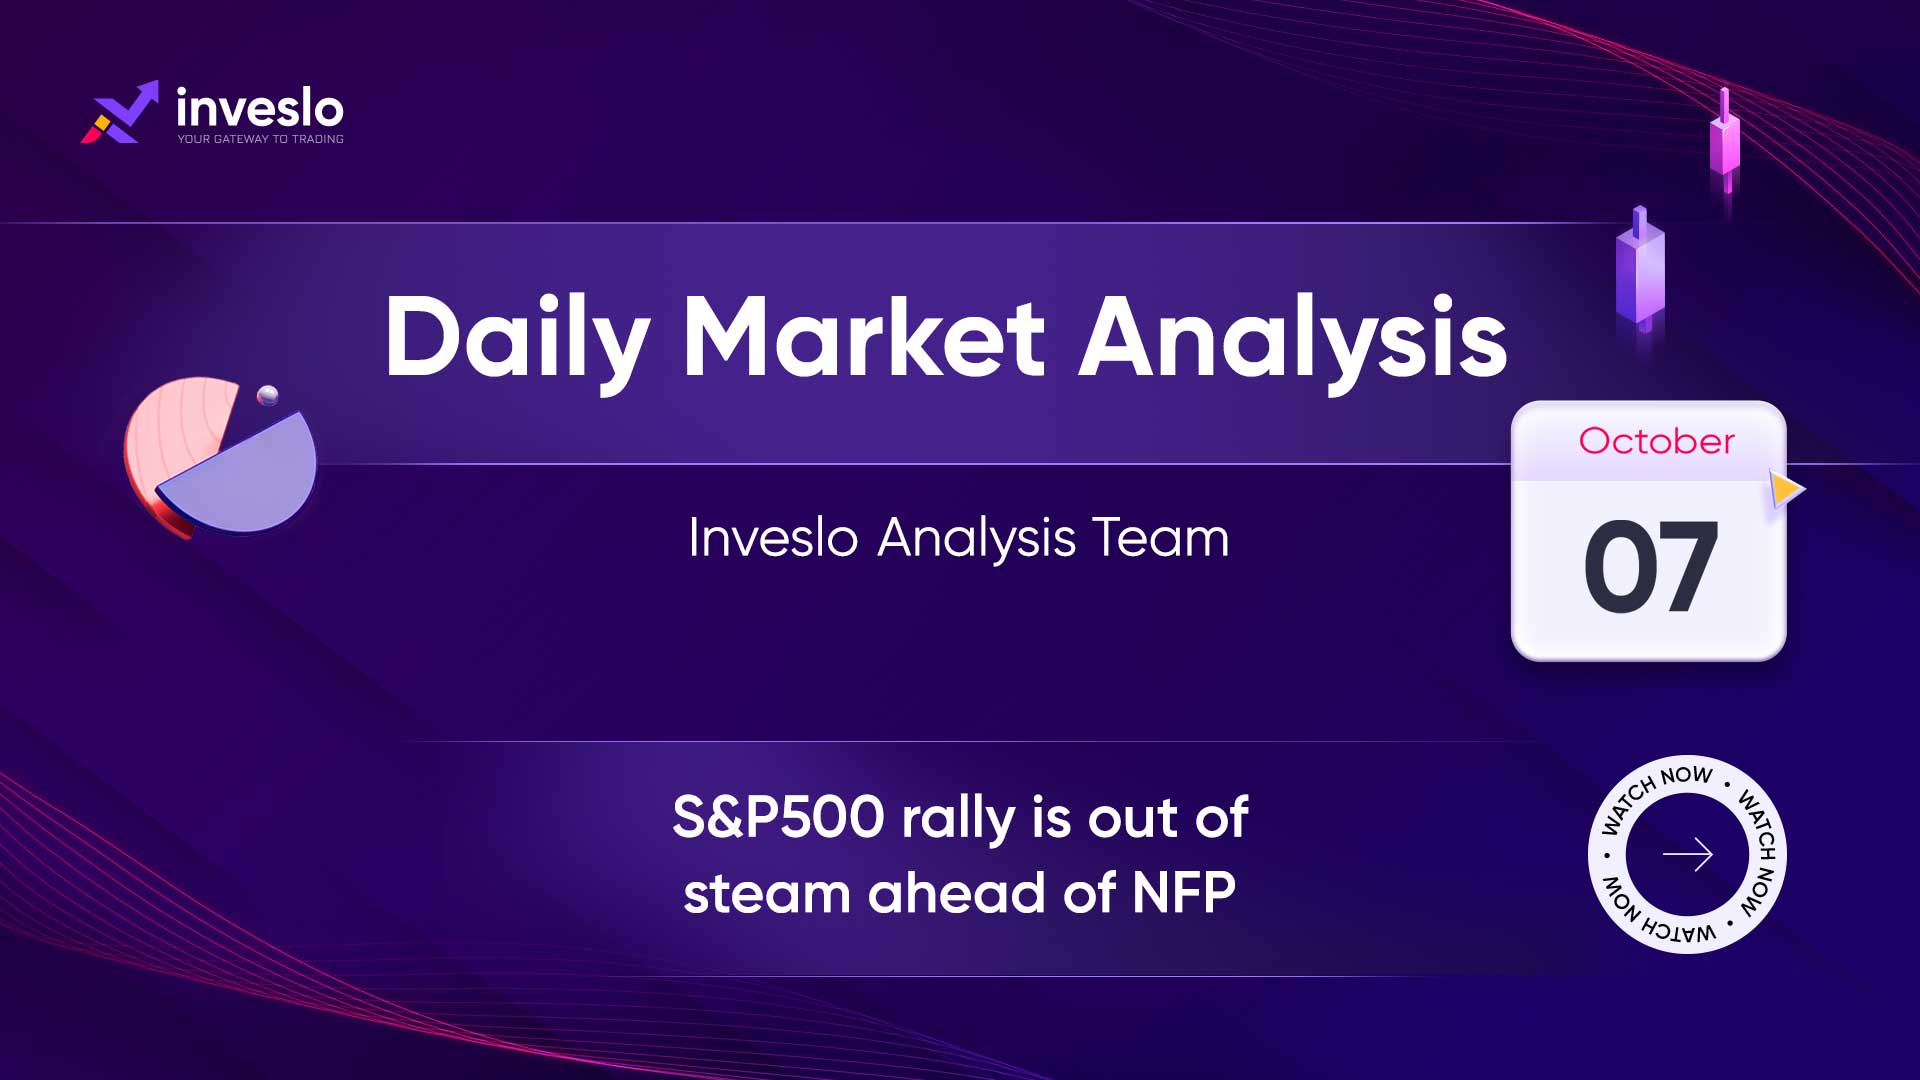 inveslo
YOUR GATEWAY TO TRADING
Daily Market Analysis
October
07
Inveslo Analysis Team
S&P500 rally is out of
steam ahead of NFP
WATCH NOW • WATCH NOW • WATCH NOW •